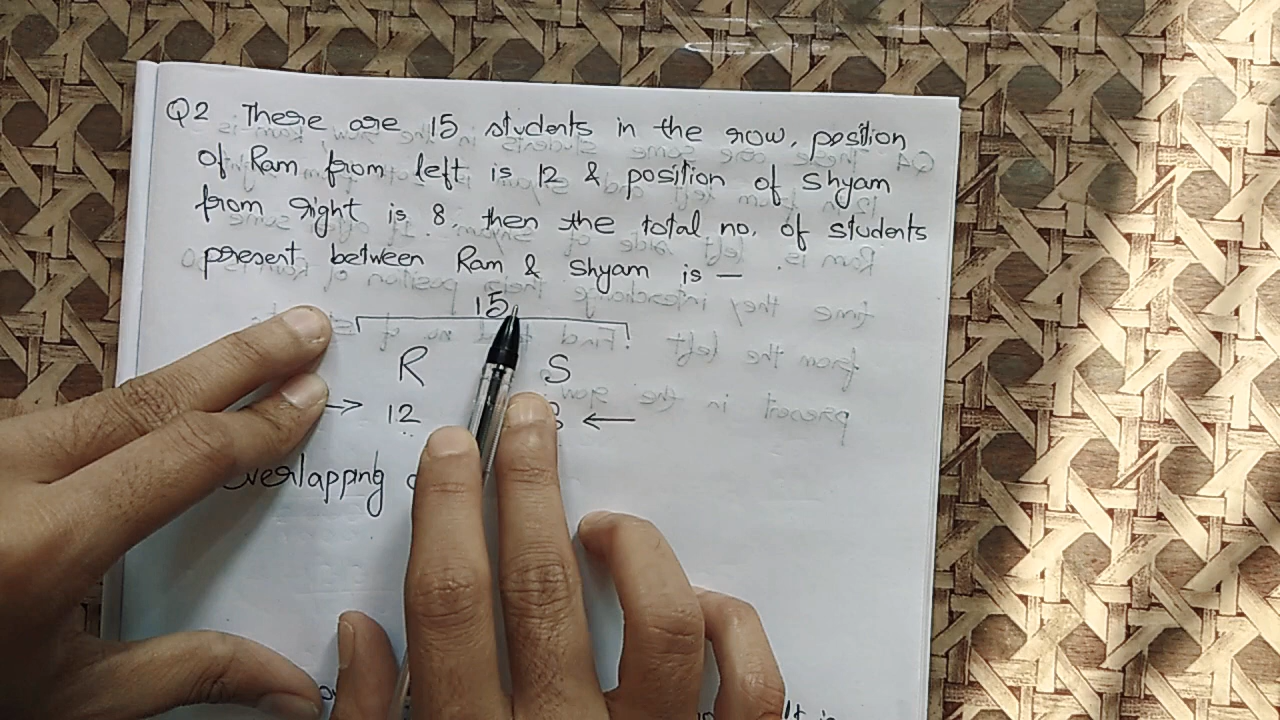 Q2 There are 15 students in the row, position
of Ram from left is 12 & position of Shyam
from right is 8, then the total no. of students
present between Ram & Shyam is —
15
R S
→ 12 ←
Overlapping